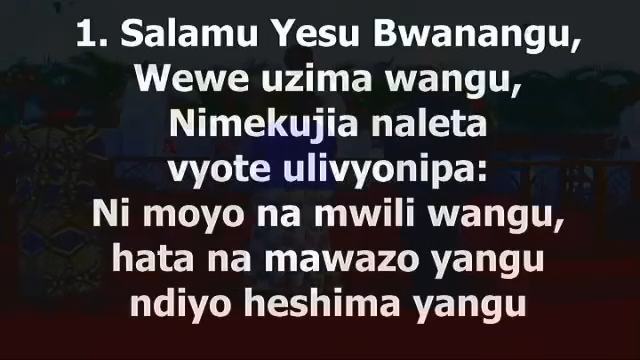 1. Salamu Yesu Bwanangu,
Wewe uzima wangu,
Nimekujia naleta
vyote ulivyonipa:
Ni moyo na mwili wangu,
hata na mawazo yangu
ndiyo heshima yangu